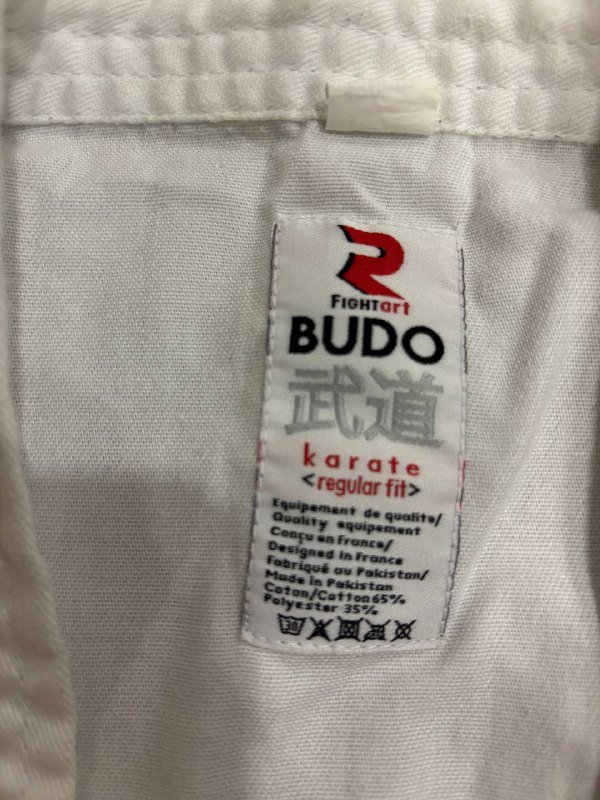 FIGHTart
BUDO
武道
karate
<regular fit>
Equipement de qualite/
Quality equipement
Conçu en France/
Designed in France
Fabriqué au Pakistan/
Made in Pakistan
Coton/Cotton 65%
Polyester 35%
30